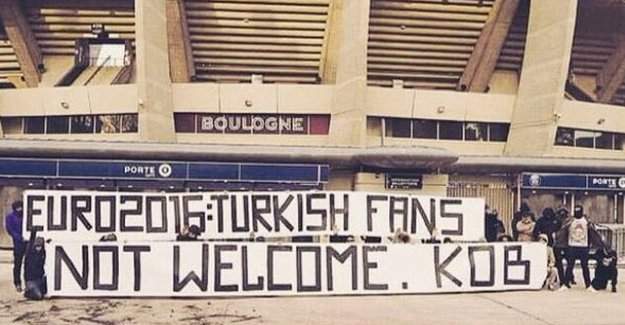 BOULOGNE
PORTE
PORTE
EURO2016:TURKISH FANS
NOT WELCOME. KOB